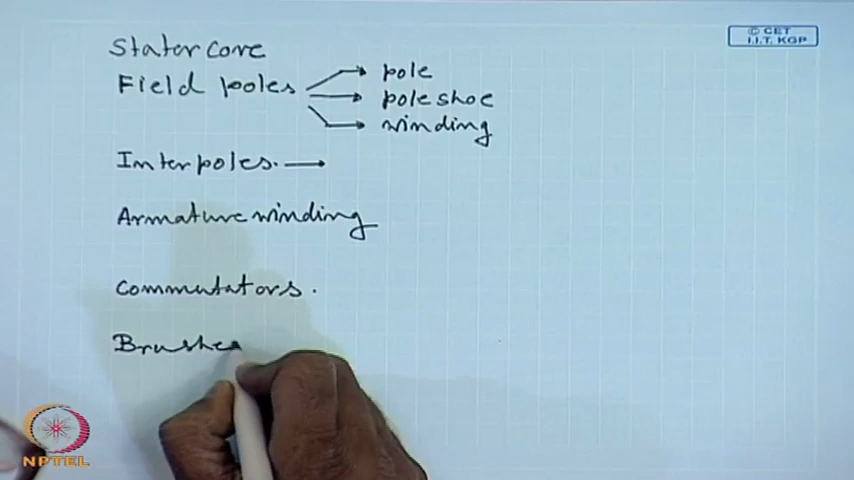 © CET
I.I.T. KGP
Stator core
Field poles
pole
pole shoe
winding
Interpoles.
Armature winding
Commutators.
Brushes
NPTEL